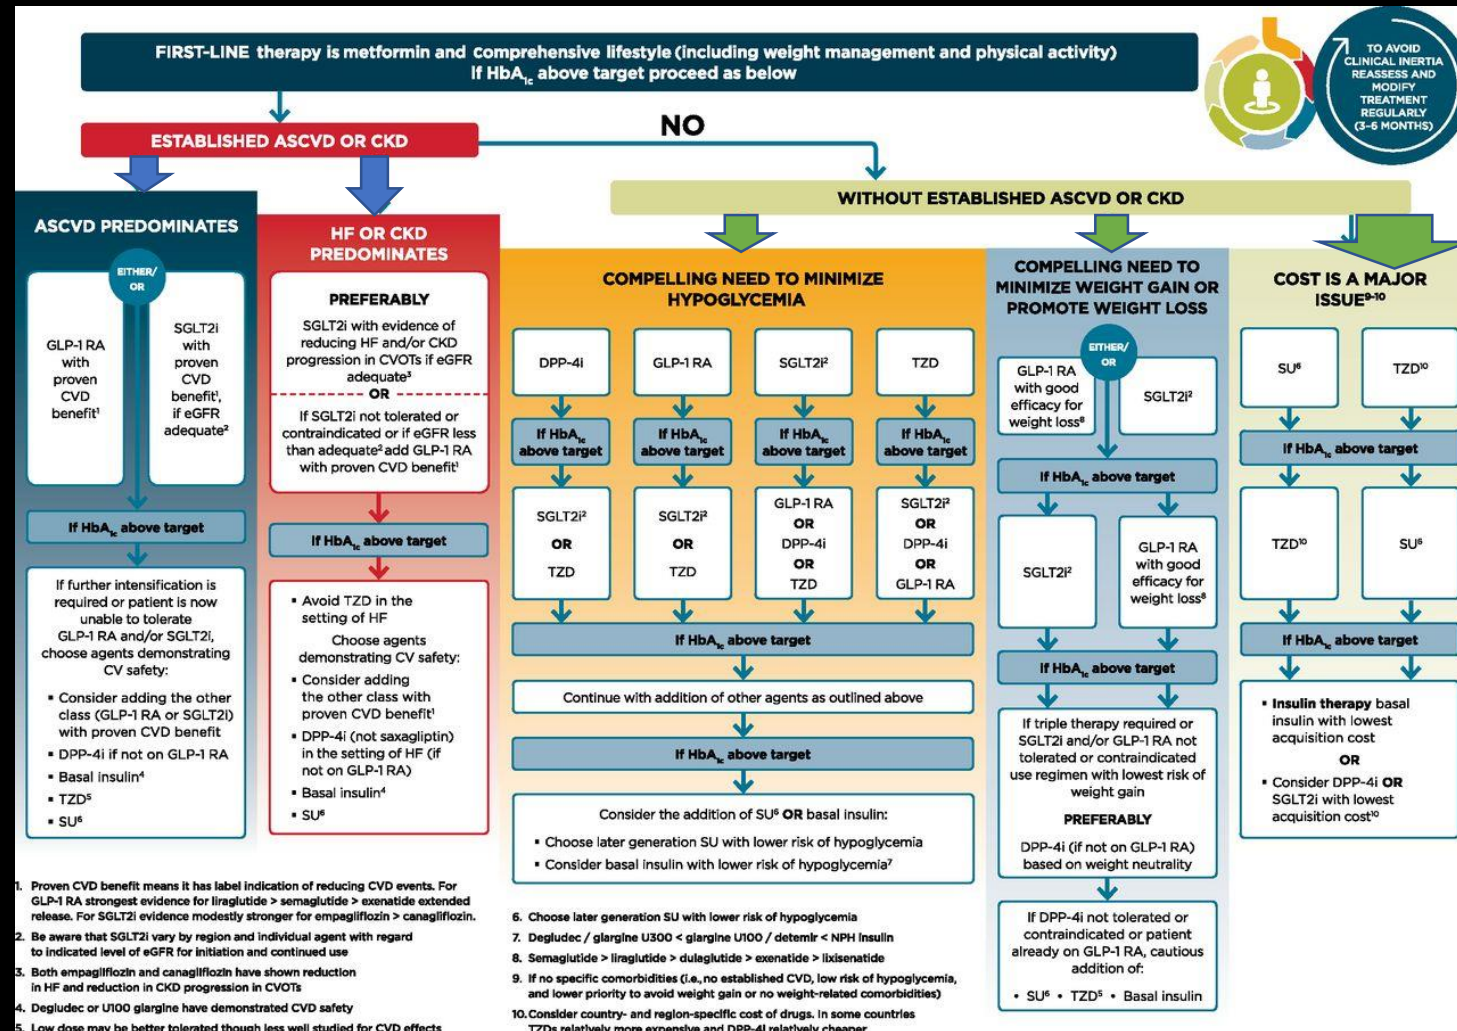 FIRST-LINE therapy is metformin and comprehensive lifestyle (including weight management and physical activity)
If HbA1c above target proceed as below
TO AVOID
CLINICAL INERTIA
REASSESS AND
MODIFY
TREATMENT
REGULARLY
(3–6 MONTHS)
ESTABLISHED ASCVD OR CKD
NO
WITHOUT ESTABLISHED ASCVD OR CKD
ASCVD PREDOMINATES
EITHER/
OR
GLP-1 RA
with
proven
CVD
benefit¹
SGLT2i
with
proven
CVD
benefit¹,
if eGFR
adequate²
If HbA1c above target
If further intensification is
required or patient is now
unable to tolerate
GLP-1 RA and/or SGLT2i,
choose agents demonstrating
CV safety:
▪ Consider adding the other
class (GLP-1 RA or SGLT2i)
with proven CVD benefit
▪ DPP-4i if not on GLP-1 RA
▪ Basal insulin⁴
▪ TZD⁵
▪ SU⁶
HF OR CKD
PREDOMINATES
PREFERABLY
SGLT2i with evidence of
reducing HF and/or CKD
progression in CVOTs if eGFR
adequate³
OR
If SGLT2i not tolerated or
contraindicated or if eGFR less
than adequate² add GLP-1 RA
with proven CVD benefit¹
If HbA1c above target
▪ Avoid TZD in the
setting of HF
Choose agents
demonstrating CV safety:
▪ Consider adding
the other class with
proven CVD benefit¹
▪ DPP-4i (not saxagliptin)
in the setting of HF (if
not on GLP-1 RA)
▪ Basal insulin⁴
▪ SU⁶
COMPELLING NEED TO MINIMIZE
HYPOGLYCEMIA
DPP-4i
GLP-1 RA
SGLT2i²
TZD
If HbA1c
above target
If HbA1c
above target
If HbA1c
above target
If HbA1c
above target
SGLT2i²
OR
TZD
SGLT2i²
OR
TZD
GLP-1 RA
OR
DPP-4i
OR
TZD
SGLT2i²
OR
DPP-4i
OR
GLP-1 RA
If HbA1c above target
Continue with addition of other agents as outlined above
If HbA1c above target
Consider the addition of SU⁶ OR basal insulin:
▪ Choose later generation SU with lower risk of hypoglycemia
▪ Consider basal insulin with lower risk of hypoglycemia⁷
COMPELLING NEED TO
MINIMIZE WEIGHT GAIN OR
PROMOTE WEIGHT LOSS
EITHER/
OR
GLP-1 RA
with good
efficacy for
weight loss⁸
SGLT2i²
If HbA1c above target
SGLT2i²
GLP-1 RA
with good
efficacy for
weight loss⁸
If HbA1c above target
If triple therapy required or
SGLT2i and/or GLP-1 RA not
tolerated or contraindicated
use regimen with lowest risk of
weight gain
PREFERABLY
DPP-4i (if not on GLP-1 RA)
based on weight neutrality
If DPP-4i not tolerated or
contraindicated or patient
already on GLP-1 RA, cautious
addition of:
• SU⁶ • TZD⁵ • Basal insulin
COST IS A MAJOR
ISSUE⁹⁻¹⁰
SU⁶
TZD¹⁰
If HbA1c above target
TZD¹⁰
SU⁶
If HbA1c above target
▪ Insulin therapy basal
insulin with lowest
acquisition cost
OR
▪ Consider DPP-4i OR
SGLT2i with lowest
acquisition cost¹⁰
1. Proven CVD benefit means it has label indication of reducing CVD events. For
GLP-1 RA strongest evidence for liraglutide > semaglutide > exenatide extended
release. For SGLT2i evidence modestly stronger for empagliflozin > canagliflozin.
2. Be aware that SGLT2i vary by region and individual agent with regard
to indicated level of eGFR for initiation and continued use
3. Both empagliflozin and canagliflozin have shown reduction
in HF and reduction in CKD progression in CVOTs
4. Degludec or U100 glargine have demonstrated CVD safety
5. Low dose may be better tolerated though less well studied for CVD effects
6. Choose later generation SU with lower risk of hypoglycemia
7. Degludec / glargine U300 < glargine U100 / detemir < NPH insulin
8. Semaglutide > liraglutide > dulaglutide > exenatide > lixisenatide
9. If no specific comorbidities (i.e., no established CVD, low risk of hypoglycemia,
and lower priority to avoid weight gain or no weight-related comorbidities)
10. Consider country- and region-specific cost of drugs. In some countries
TZDs relatively more expensive and DPP-4i relatively cheaper